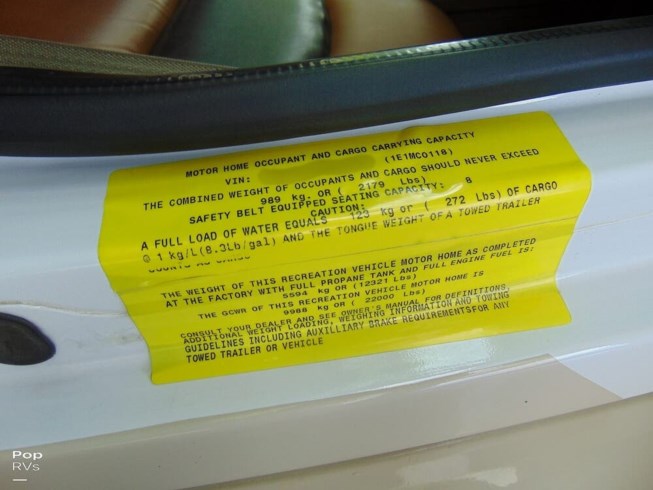 MOTOR HOME OCCUPANT AND CARGO CARRYING CAPACITY
VIN: (1E1MC0118)
THE COMBINED WEIGHT OF OCCUPANTS AND CARGO SHOULD NEVER EXCEED
989 kg. OR ( 2179 Lbs)
SAFETY BELT EQUIPPED SEATING CAPACITY: 8
CAUTION:
A FULL LOAD OF WATER EQUALS 123 kg or ( 272 Lbs) OF CARGO
@ 1 kg/L(8.3Lb/gal) AND THE TONGUE WEIGHT OF A TOWED TRAILER
COUNTS AS CARGO
THE WEIGHT OF THIS RECREATION VEHICLE MOTOR HOME AS COMPLETED
AT THE FACTORY WITH FULL PROPANE TANK AND FULL ENGINE FUEL IS:
5594 kg OR (12321 Lbs)
THE GCWR OF THIS RECREATION VEHICLE MOTOR HOME IS
9988 kg OR ( 22000 Lbs)
CONSULT YOUR DEALER AND SEE OWNER'S MANUAL FOR DEFINITIONS,
ADDITIONAL WEIGHT LOADING, WEIGHING INFORMATION AND TOWING
GUIDELINES INCLUDING AUXILLIARY BRAKE REQUIREMENTSFOR ANY
TOWED TRAILER OR VEHICLE
Pop
RVs